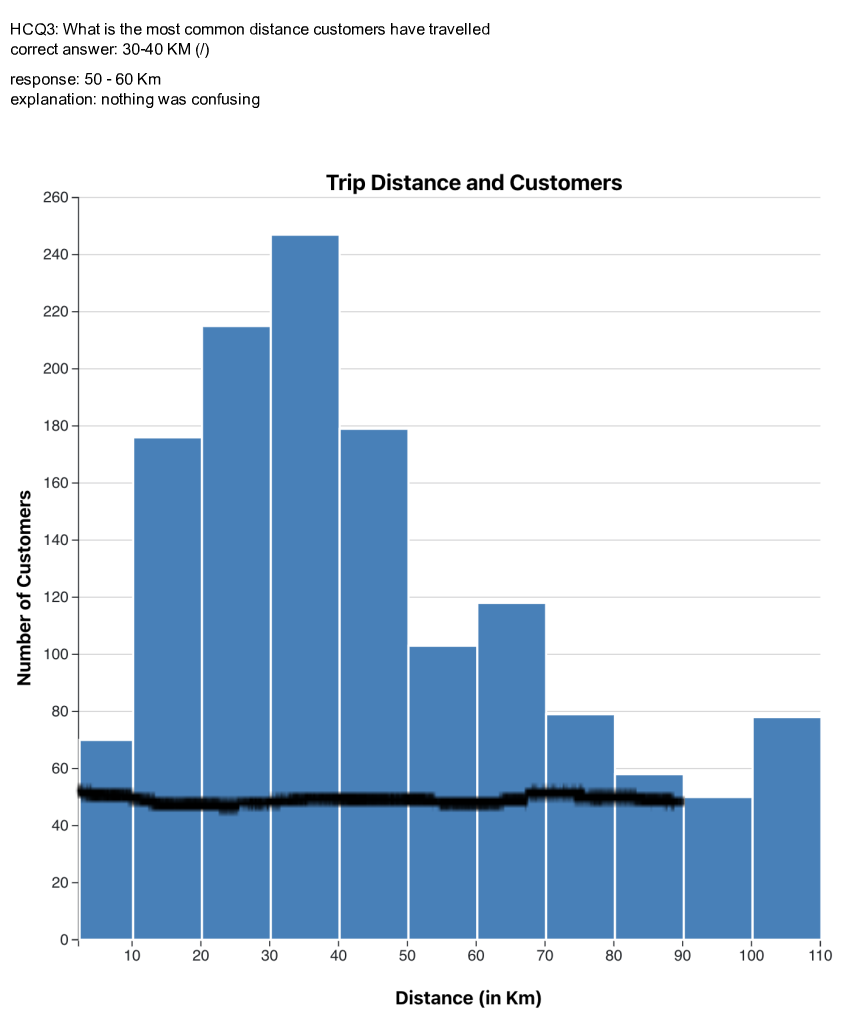 HCQ3: What is the most common distance customers have travelled
correct answer: 30-40 KM (/)
response: 50 - 60 Km
explanation: nothing was confusing
Trip Distance and Customers
260
240
220
200
180
160
140
120
100
80
60
40
20
0
Number of Customers
10 20 30 40 50 60 70 80 90 100 110
Distance (in Km)